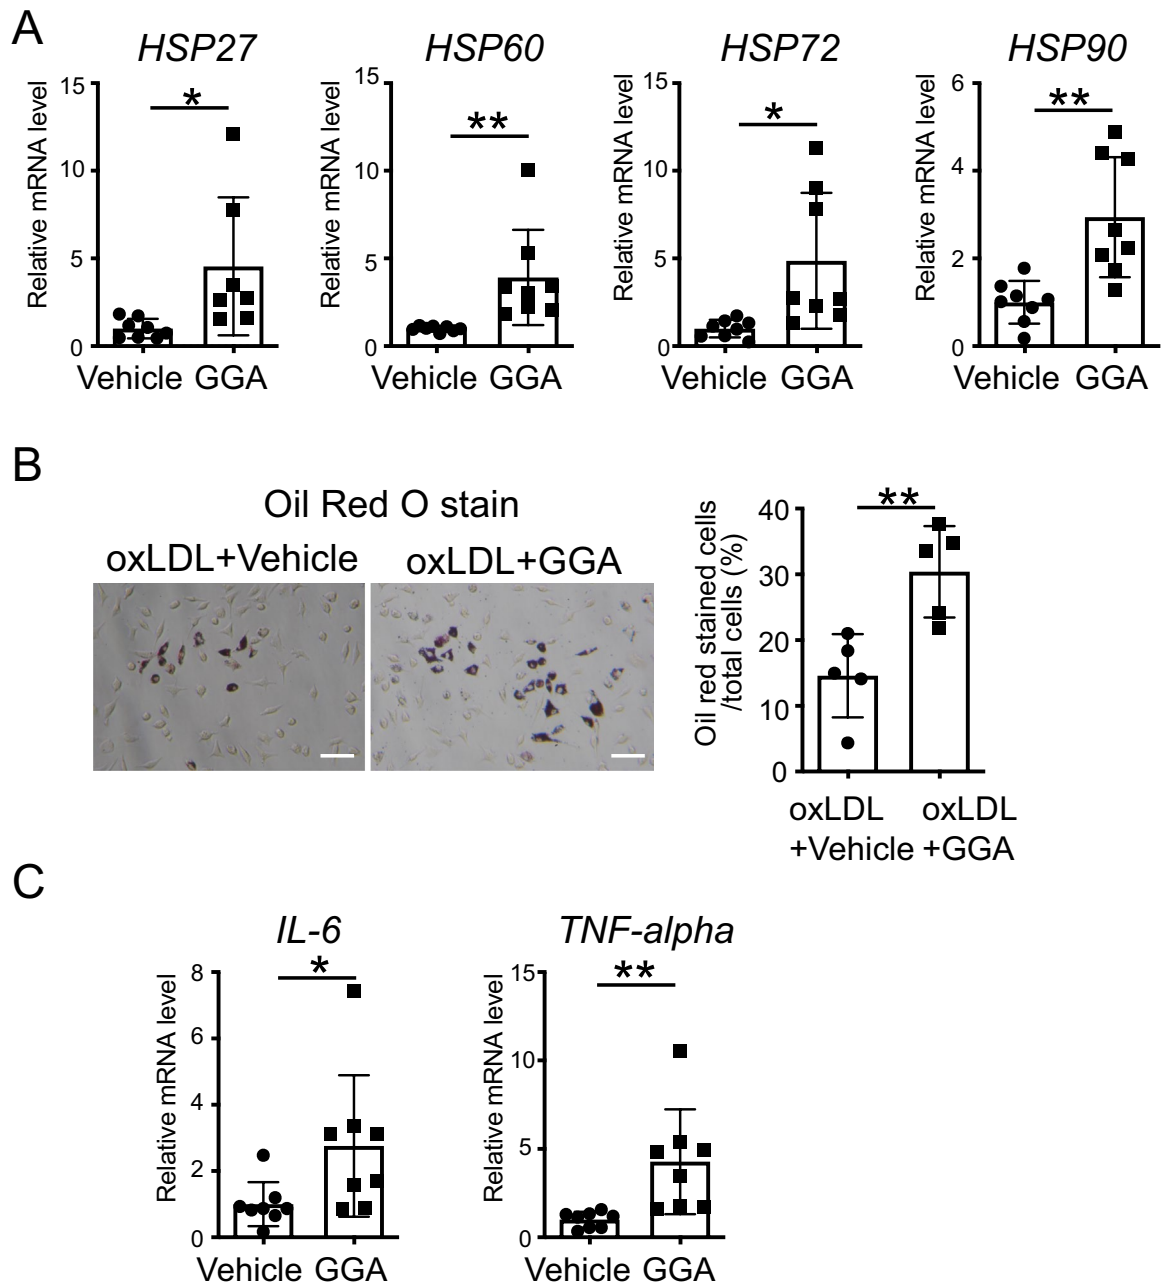 A
HSP27 HSP60 HSP72 HSP90
* ** * **
Relative mRNA level
15
10
5
0
Vehicle GGA
Relative mRNA level
15
10
5
0
Vehicle GGA
Relative mRNA level
15
10
5
0
Vehicle GGA
Relative mRNA level
6
4
2
0
Vehicle GGA
B
Oil Red O stain
oxLDL+Vehicle oxLDL+GGA
Oil red stained cells
/total cells (%)
**
40
30
20
10
0
oxLDL oxLDL
+Vehicle +GGA
C
IL-6 TNF-alpha
* **
Relative mRNA level
8
6
4
2
0
Vehicle GGA
Relative mRNA level
15
10
5
0
Vehicle GGA